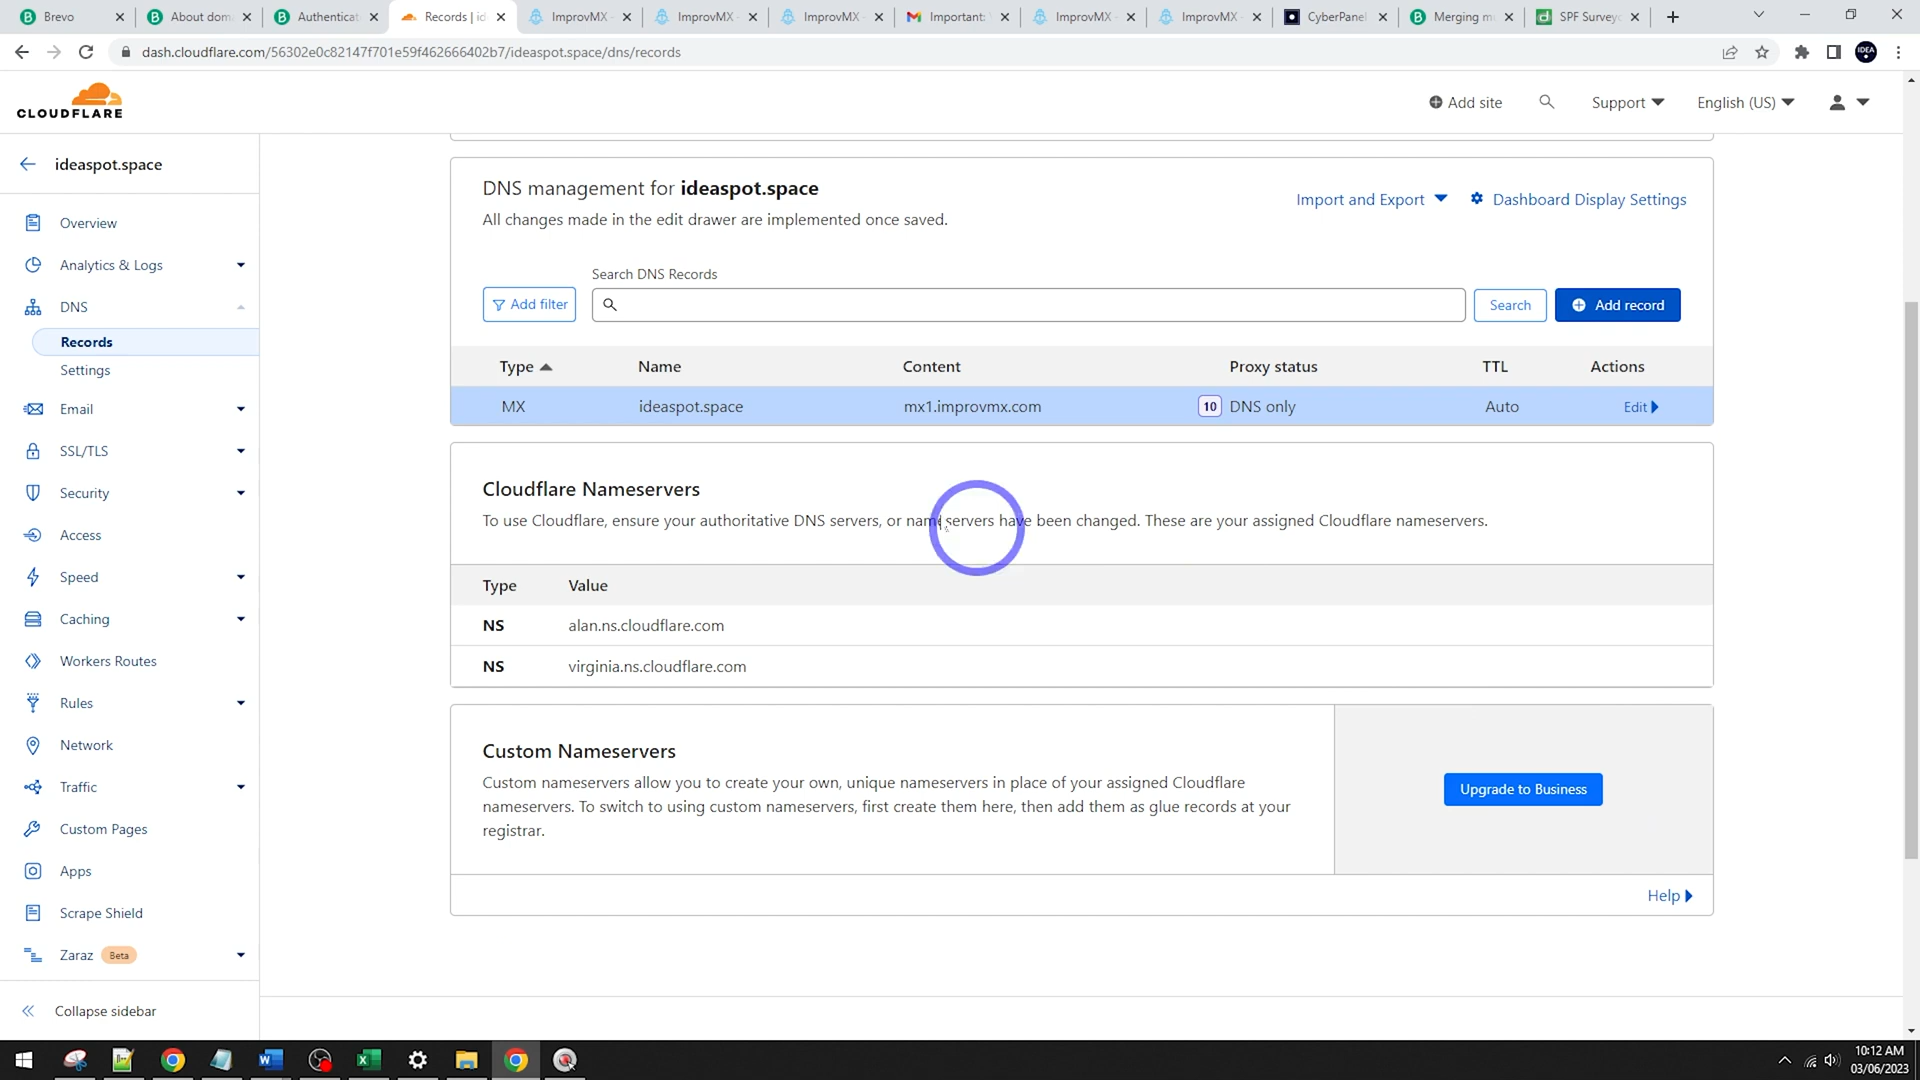 Brevo
About dom
Authenticat
Records | id
ImprovMX
ImprovMX -
ImprovMX
Important: Y
ImprovMX
ImprovMX
CyberPanel
Merging m
SPF Survey
dash.cloudflare.com/56302e0c82147f701e59f462666402b7/ideaspot.space/dns/records
IDEA
CLOUDFLARE
Add site
Support
English (US)
ideaspot.space
Overview
Analytics & Logs
DNS
Records
Settings
Email
SSL/TLS
Security
Access
Speed
Caching
Workers Routes
Rules
Network
Traffic
Custom Pages
Apps
Scrape Shield
Zaraz Beta
Collapse sidebar
DNS management for ideaspot.space
All changes made in the edit drawer are implemented once saved.
Import and Export
Dashboard Display Settings
Search DNS Records
Add filter
Search
Add record
Type Name Content Proxy status TTL Actions
MX ideaspot.space mx1.improvmx.com 10 DNS only Auto Edit
Cloudflare Nameservers
To use Cloudflare, ensure your authoritative DNS servers, or nameservers have been changed. These are your assigned Cloudflare nameservers.
Type Value
NS alan.ns.cloudflare.com
NS virginia.ns.cloudflare.com
Custom Nameservers
Custom nameservers allow you to create your own, unique nameservers in place of your assigned Cloudflare
nameservers. To switch to using custom nameservers, first create them here, then add them as glue records at your
registrar.
Upgrade to Business
Help
10:12 AM
03/06/2023